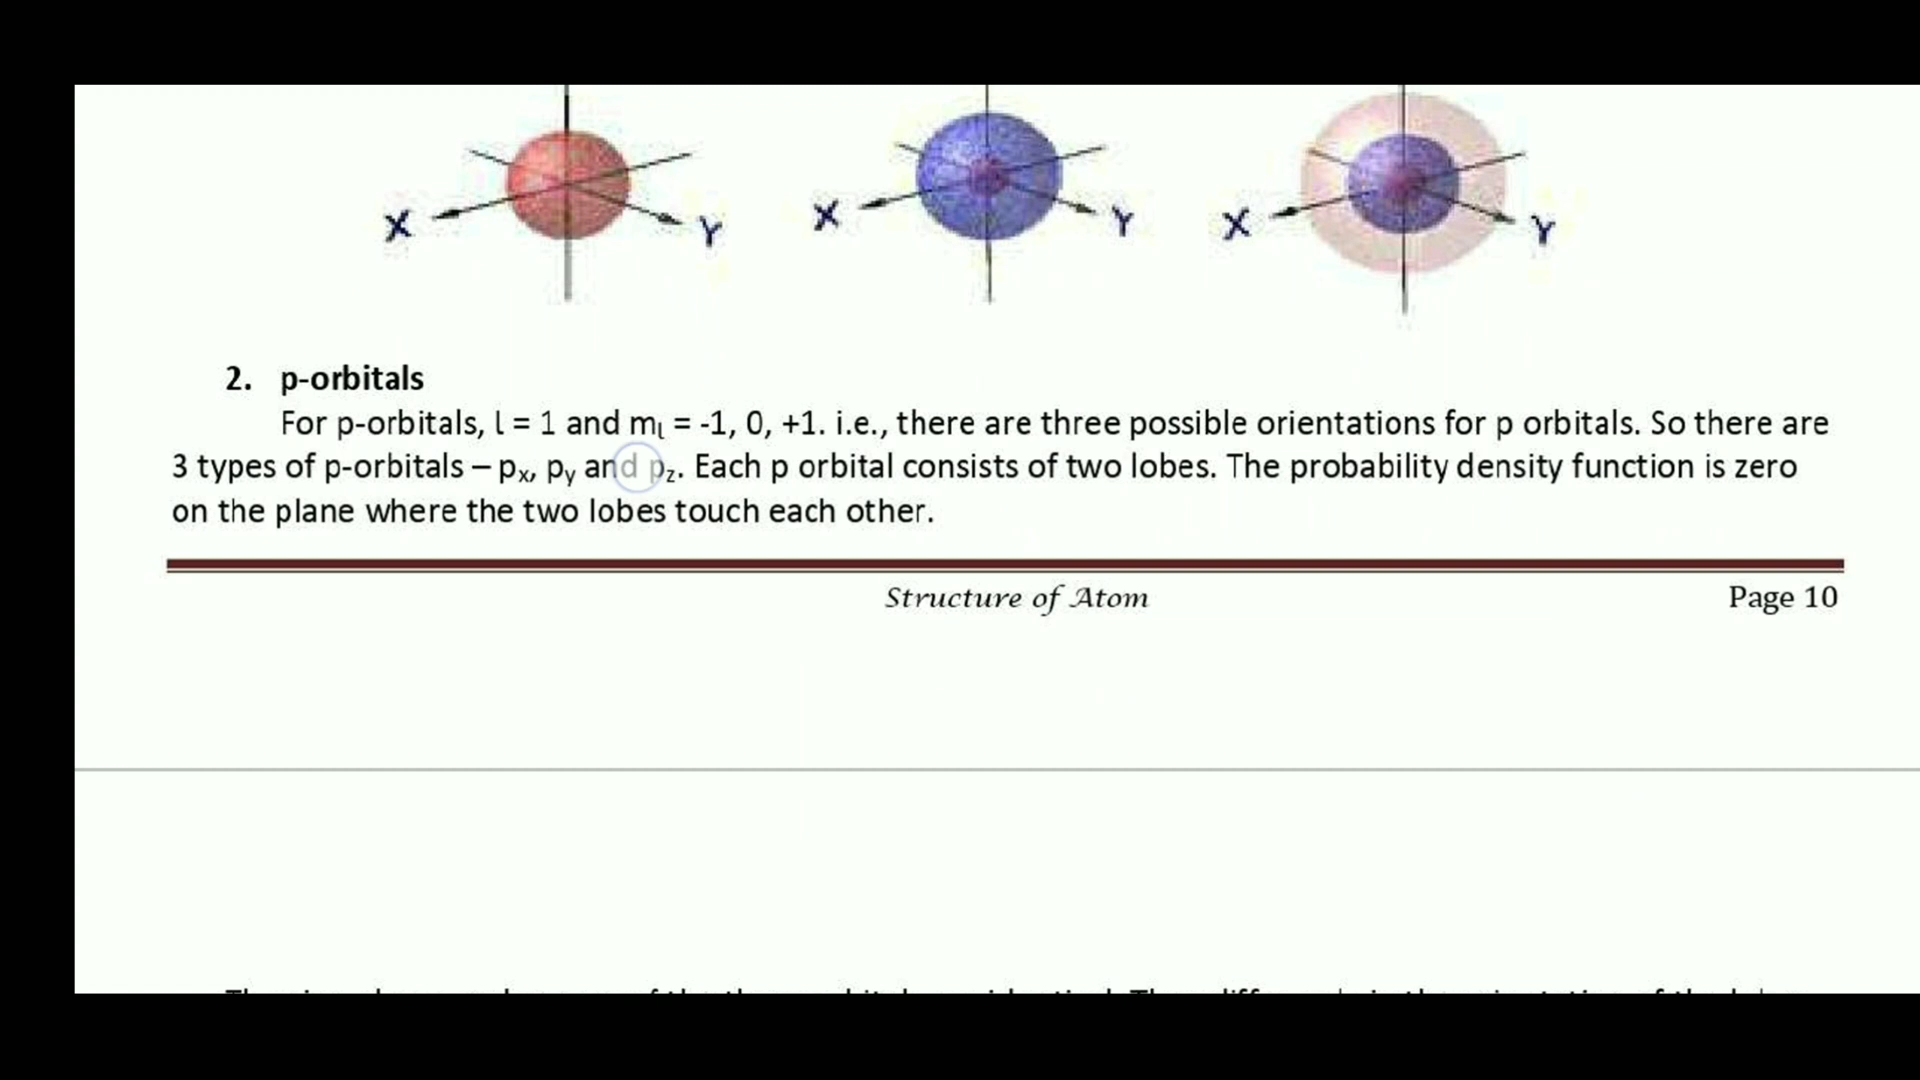 X Y X Y X Y
2. p-orbitals
For p-orbitals, l = 1 and mₗ = -1, 0, +1. i.e., there are three possible orientations for p orbitals. So there are
3 types of p-orbitals – pₓ, pᵧ and p_z. Each p orbital consists of two lobes. The probability density function is zero
on the plane where the two lobes touch each other.
Structure of Atom Page 10